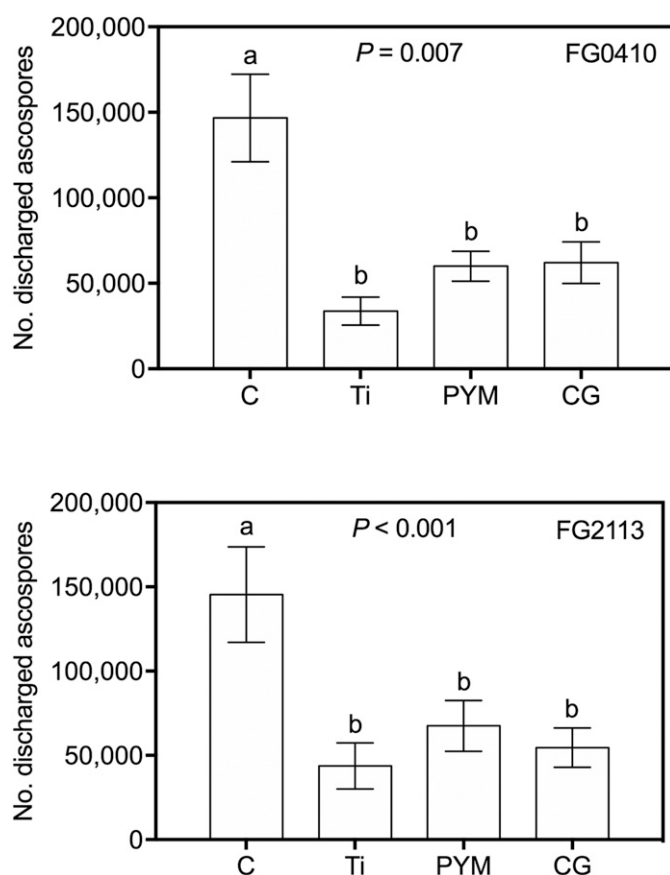 200,000
a
P = 0.007
FG0410
150,000
100,000
b
b
b
50,000
0
C
Ti
PYM
CG
No. discharged ascospores
200,000
a
P < 0.001
FG2113
150,000
100,000
b
b
b
50,000
0
C
Ti
PYM
CG
No. discharged ascospores